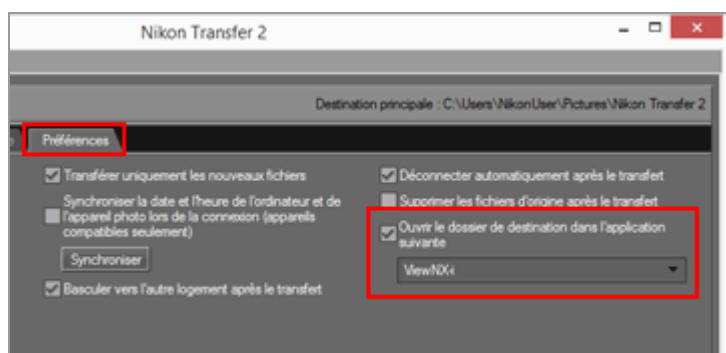 Nikon Transfer 2
Destination principale : C:\Users\NikonUser\Pictures\Nikon Transfer 2
Préférences
Transférer uniquement les nouveaux fichiers
Synchroniser la date et l'heure de l'ordinateur et de
l'appareil photo lors de la connexion (appareils
compatibles seulement)
Synchroniser
Basculer vers l'autre logement après le transfert
Déconnecter automatiquement après le transfert
Supprimer les fichiers d'origine après le transfert
Ouvrir le dossier de destination dans l'application
suivante
ViewNX-i